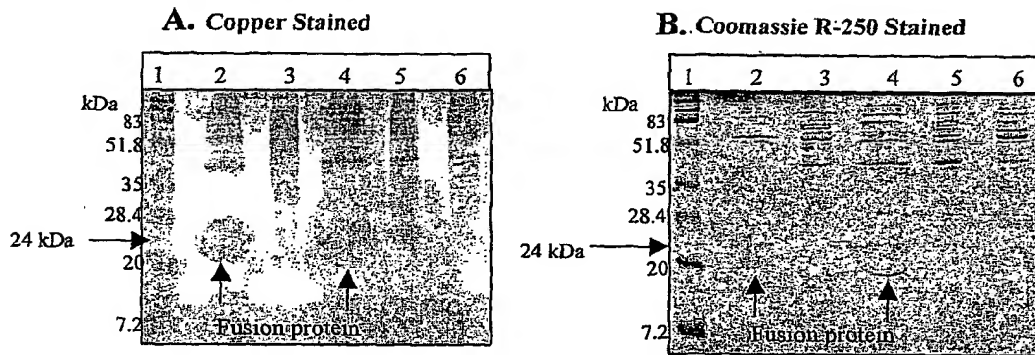 A. Copper Stained
1 2 3 4 5 6
kDa
83
51.8
35
28.4
24 kDa
20
7.2
Fusion protein
B. Coomassie R-250 Stained
1 2 3 4 5 6
kDa
83
51.8
35
28.4
24 kDa
20
7.2
Fusion protein